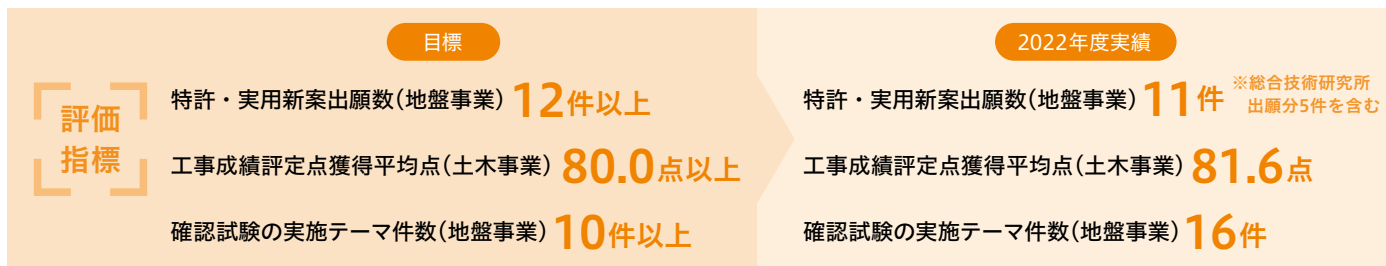 評価
指標
目標
特許・実用新案出願数(地盤事業) 12件以上
工事成績評定点獲得平均点(土木事業) 80.0点以上
確認試験の実施テーマ件数(地盤事業) 10件以上
2022年度実績
特許・実用新案出願数(地盤事業) 11件 ※総合技術研究所
出願分5件を含む
工事成績評定点獲得平均点(土木事業) 81.6点
確認試験の実施テーマ件数(地盤事業) 16件